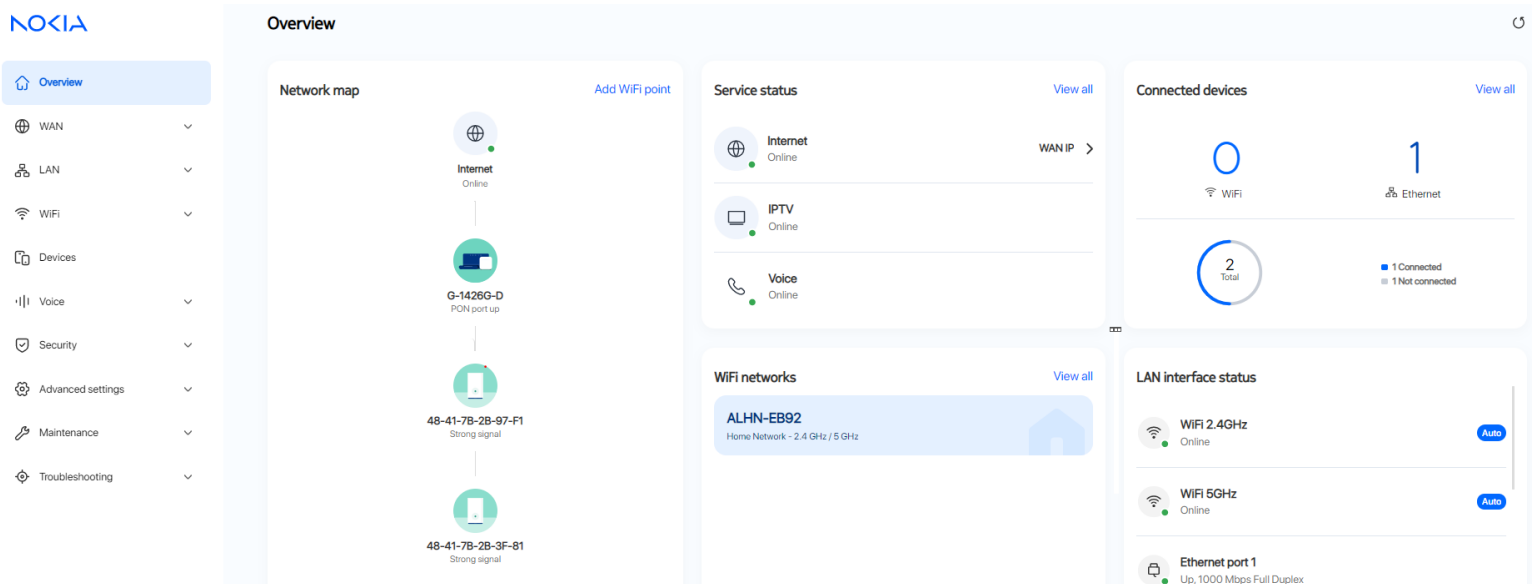 NOKIA
Overview
WAN
LAN
WiFi
Devices
Voice
Security
Advanced settings
Maintenance
Troubleshooting
Overview
Network map
Add WiFi point
Internet
Online
G-1426G-D
PON port up
48-41-7B-2B-97-F1
Strong signal
48-41-7B-2B-3F-81
Strong signal
Service status
View all
Internet
Online
WAN IP
IPTV
Online
Voice
Online
WiFi networks
View all
ALHN-EB92
Home Network - 2.4 GHz / 5 GHz
Connected devices
View all
0
WiFi
1
Ethernet
2
Total
1 Connected
1 Not connected
LAN interface status
WiFi 2.4GHz
Online
Auto
WiFi 5GHz
Online
Auto
Ethernet port 1
Up, 1000 Mbps Full Duplex